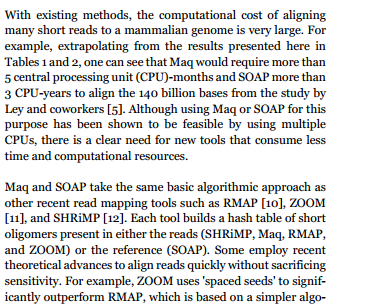 With existing methods, the computational cost of aligning
many short reads to a mammalian genome is very large. For
example, extrapolating from the results presented here in
Tables 1 and 2, one can see that Maq would require more than
5 central processing unit (CPU)-months and SOAP more than
3 CPU-years to align the 140 billion bases from the study by
Ley and coworkers [5]. Although using Maq or SOAP for this
purpose has been shown to be feasible by using multiple
CPUs, there is a clear need for new tools that consume less
time and computational resources.
Maq and SOAP take the same basic algorithmic approach as
other recent read mapping tools such as RMAP [10], ZOOM
[11], and SHRiMP [12]. Each tool builds a hash table of short
oligomers present in either the reads (SHRiMP, Maq, RMAP,
and ZOOM) or the reference (SOAP). Some employ recent
theoretical advances to align reads quickly without sacrificing
sensitivity. For example, ZOOM uses 'spaced seeds' to signif-
icantly outperform RMAP, which is based on a simpler algo-